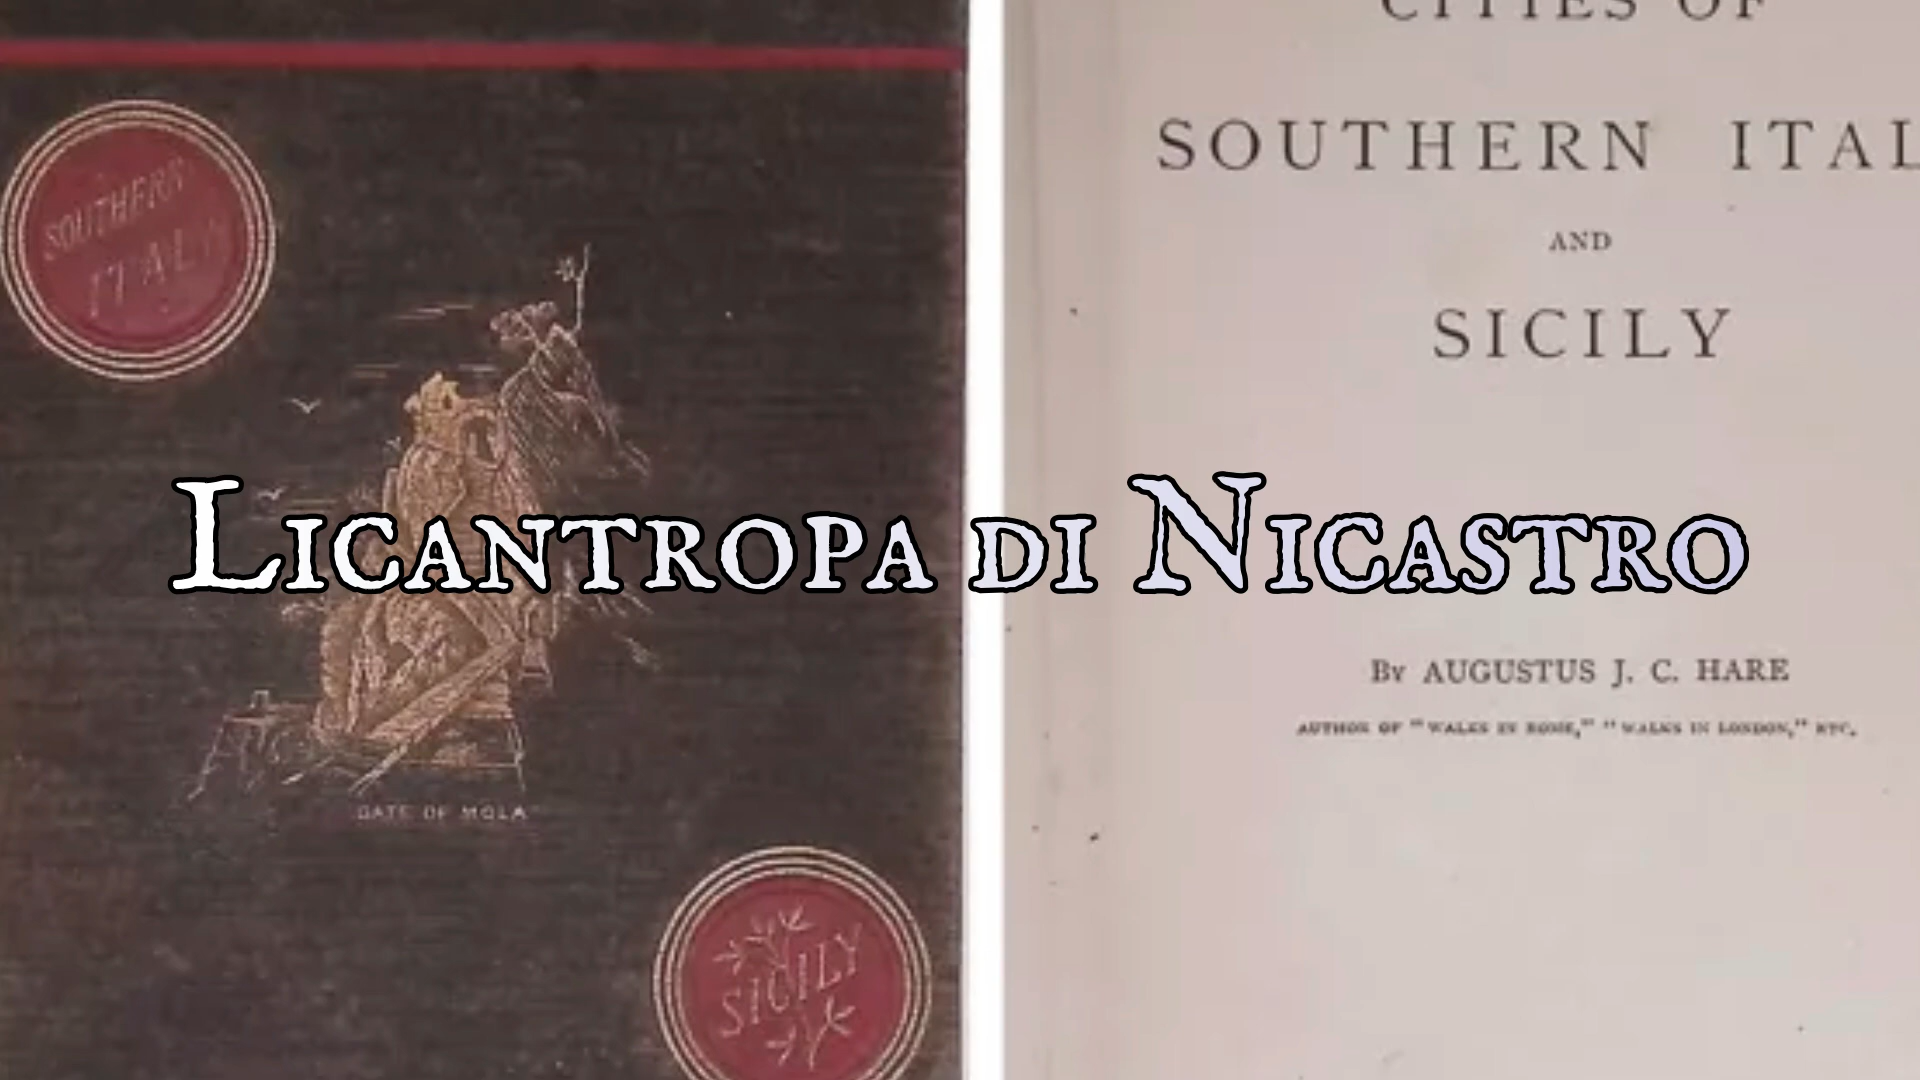 SOUTHERN
ITALY
GATE OF MOLA
SICILY
CITIES OF
SOUTHERN ITAL
AND
SICILY
Licantropa di Nicastro
By AUGUSTUS J. C. HARE
AUTHOR OF "WALKS IN ROME," "WALKS IN LONDON," ETC.